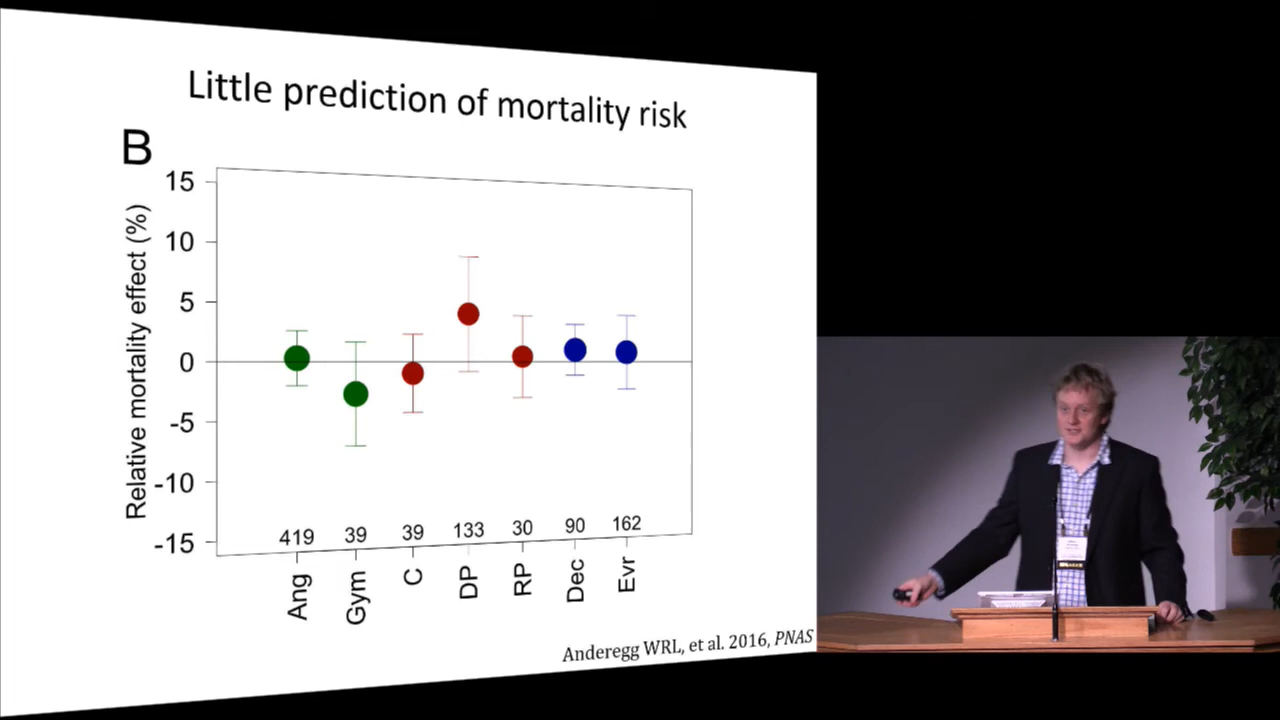 Little prediction of mortality risk
B
Relative mortality effect (%)
15
10
5
0
-5
-10
-15
419 39 39 133 30 90 162
Ang Gym C DP RP Dec Evr
Anderegg WRL, et al. 2016, PNAS